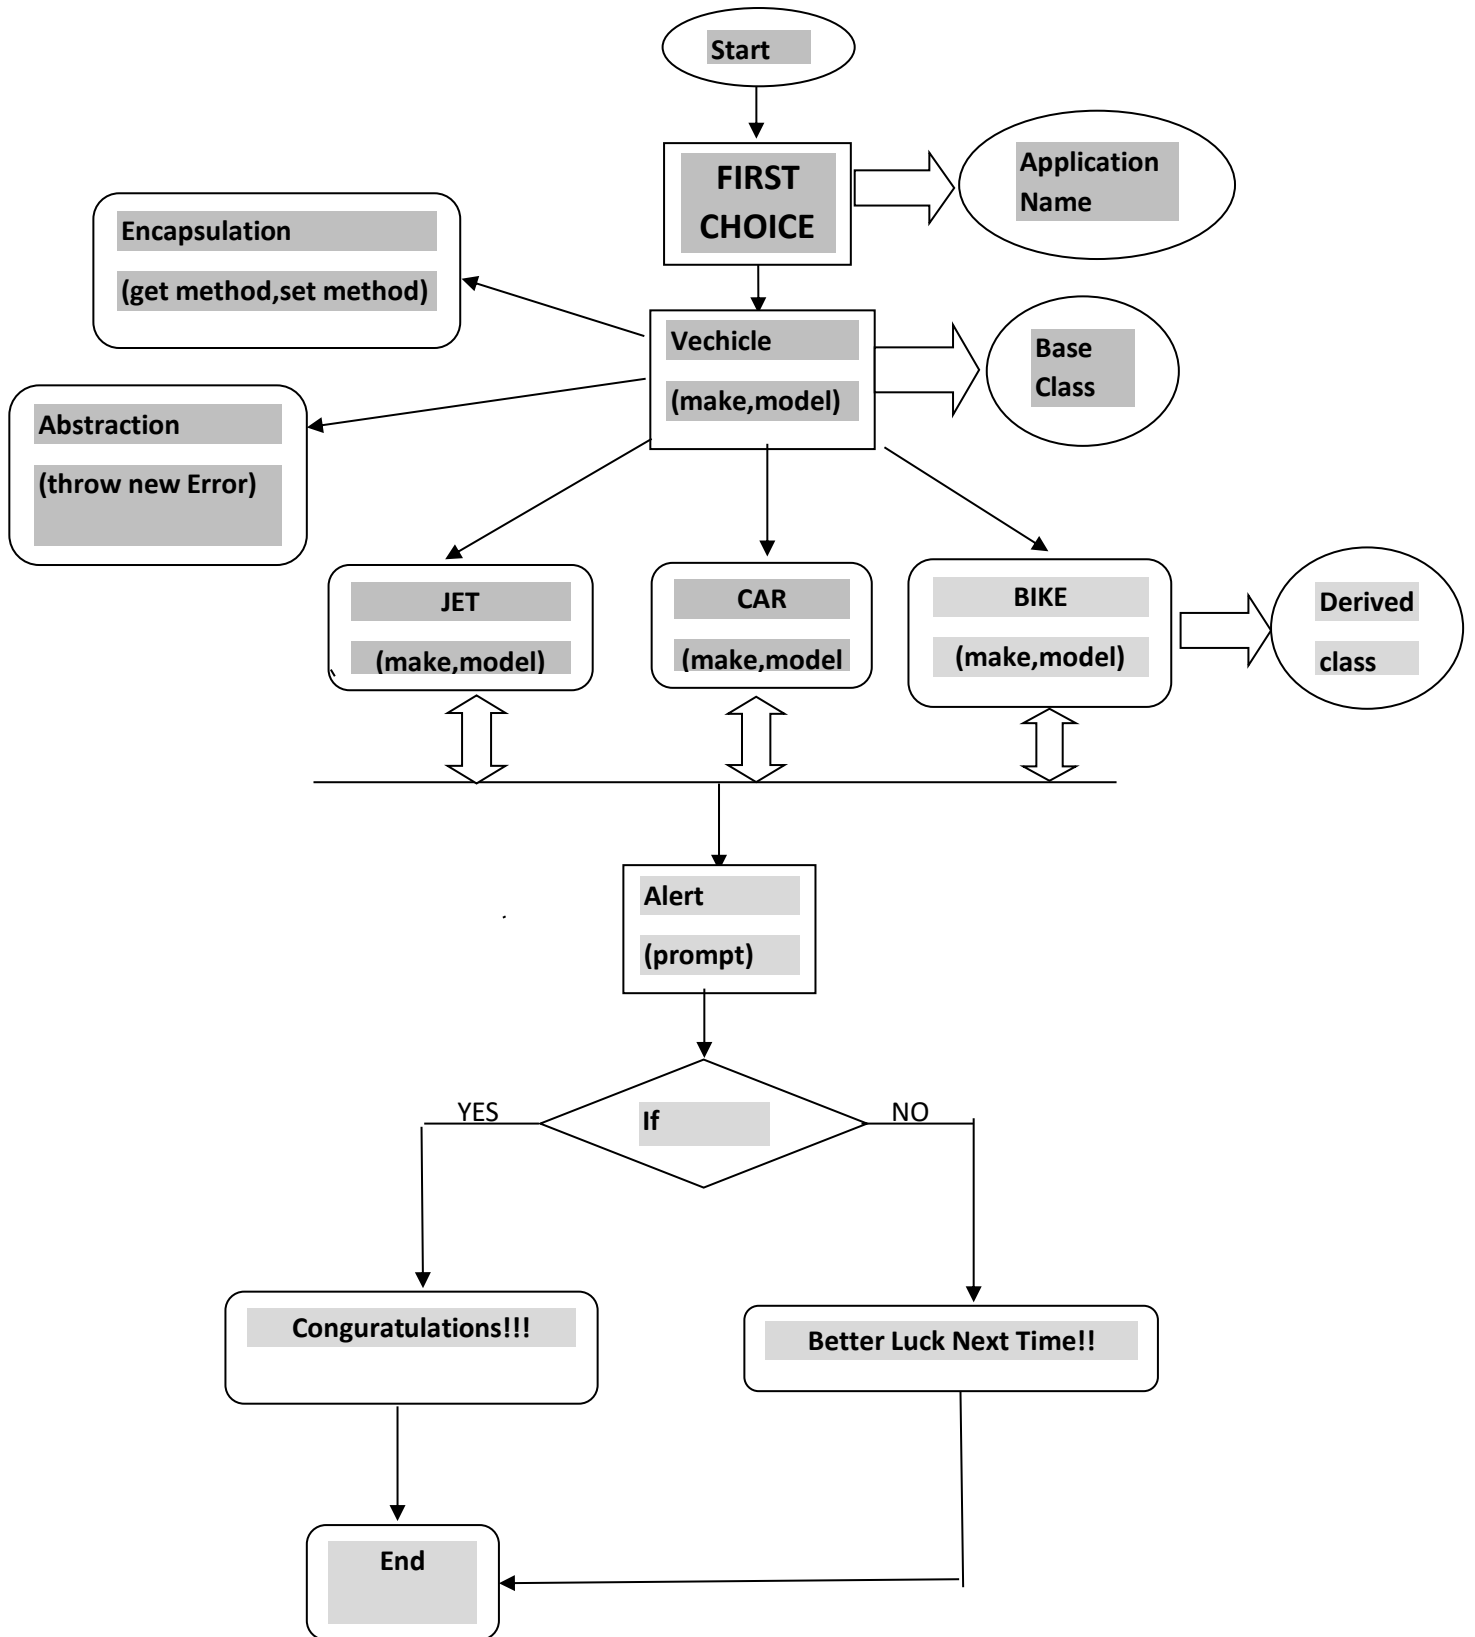 Start
FIRST
CHOICE
Application
Name
Encapsulation
(get method,set method)
Vechicle
(make,model)
Base
Class
Abstraction
(throw new Error)
JET
(make,model)
CAR
(make,model
BIKE
(make,model)
Derived
class
Alert
(prompt)
If
YES
NO
Conguratulations!!!
Better Luck Next Time!!
End